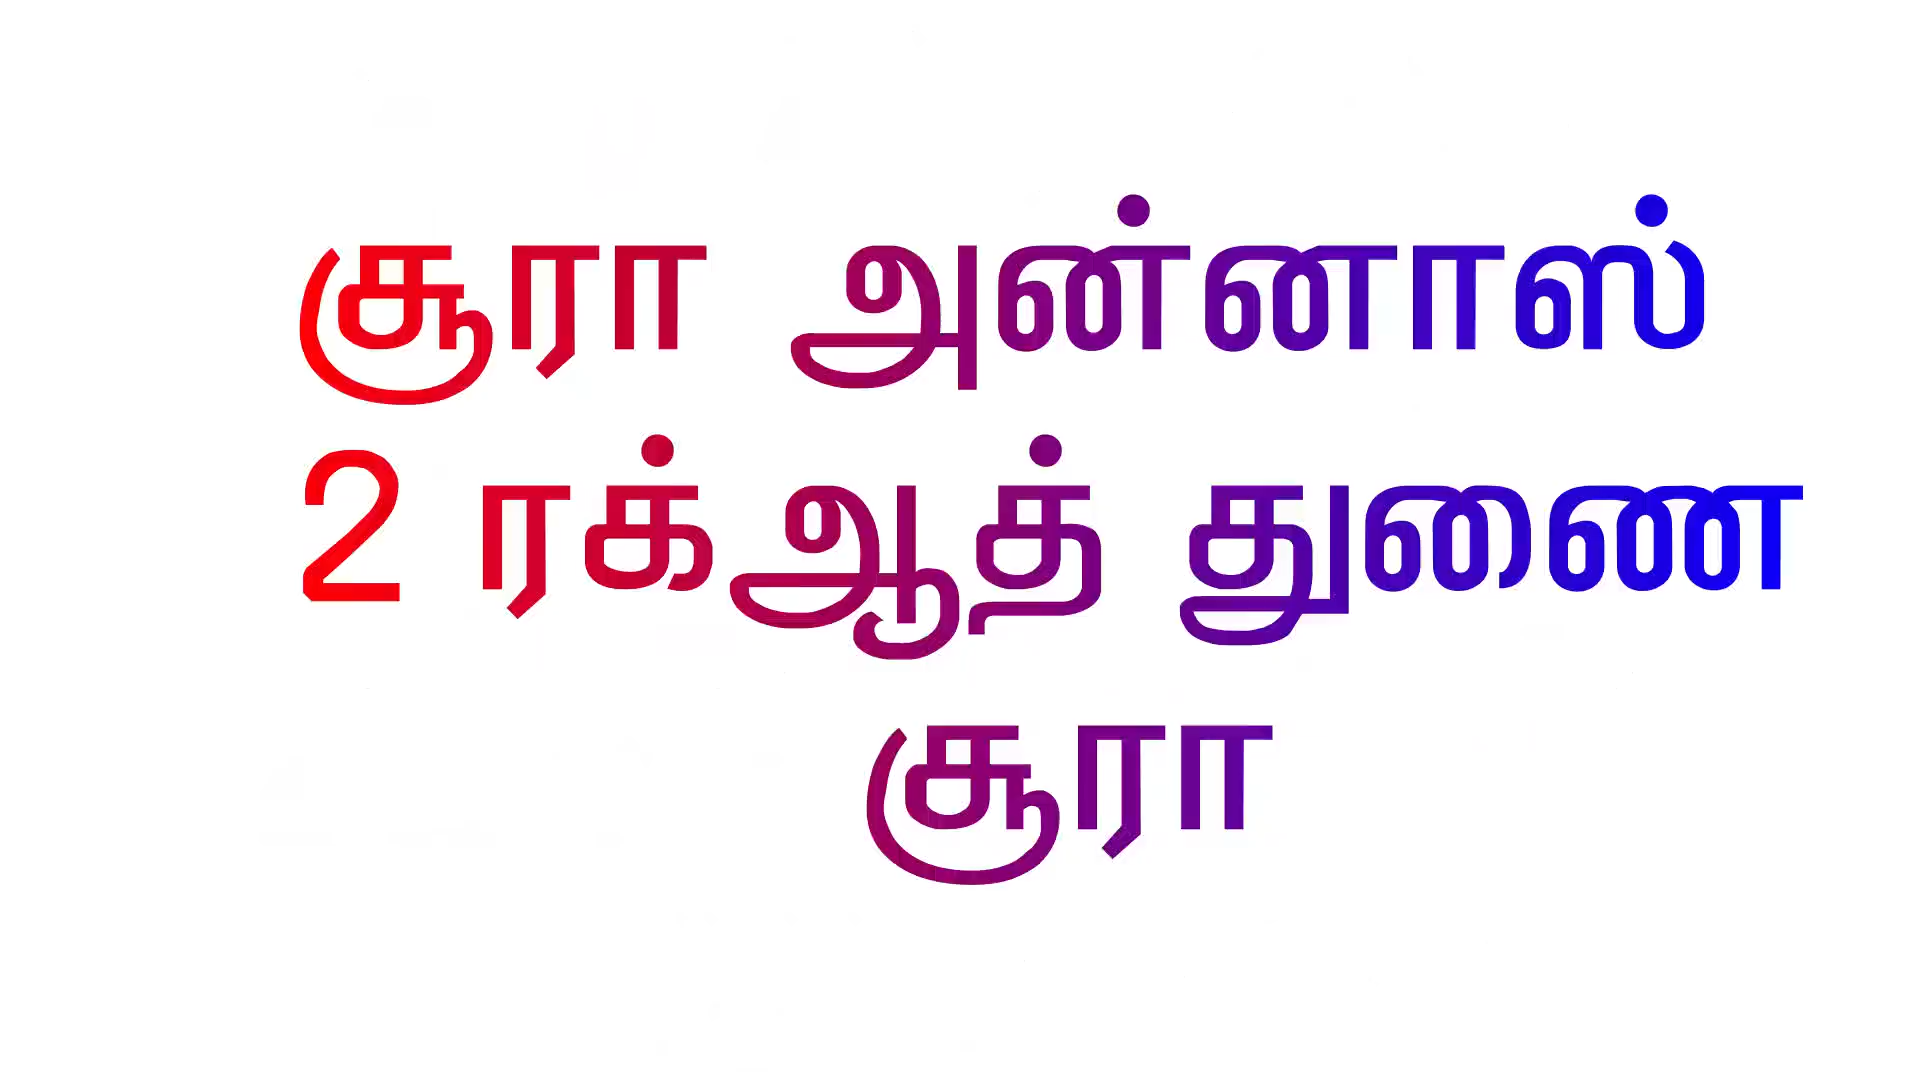 சூரா அன்னாஸ்
2 ரக்ஆத் துணை
சூரா